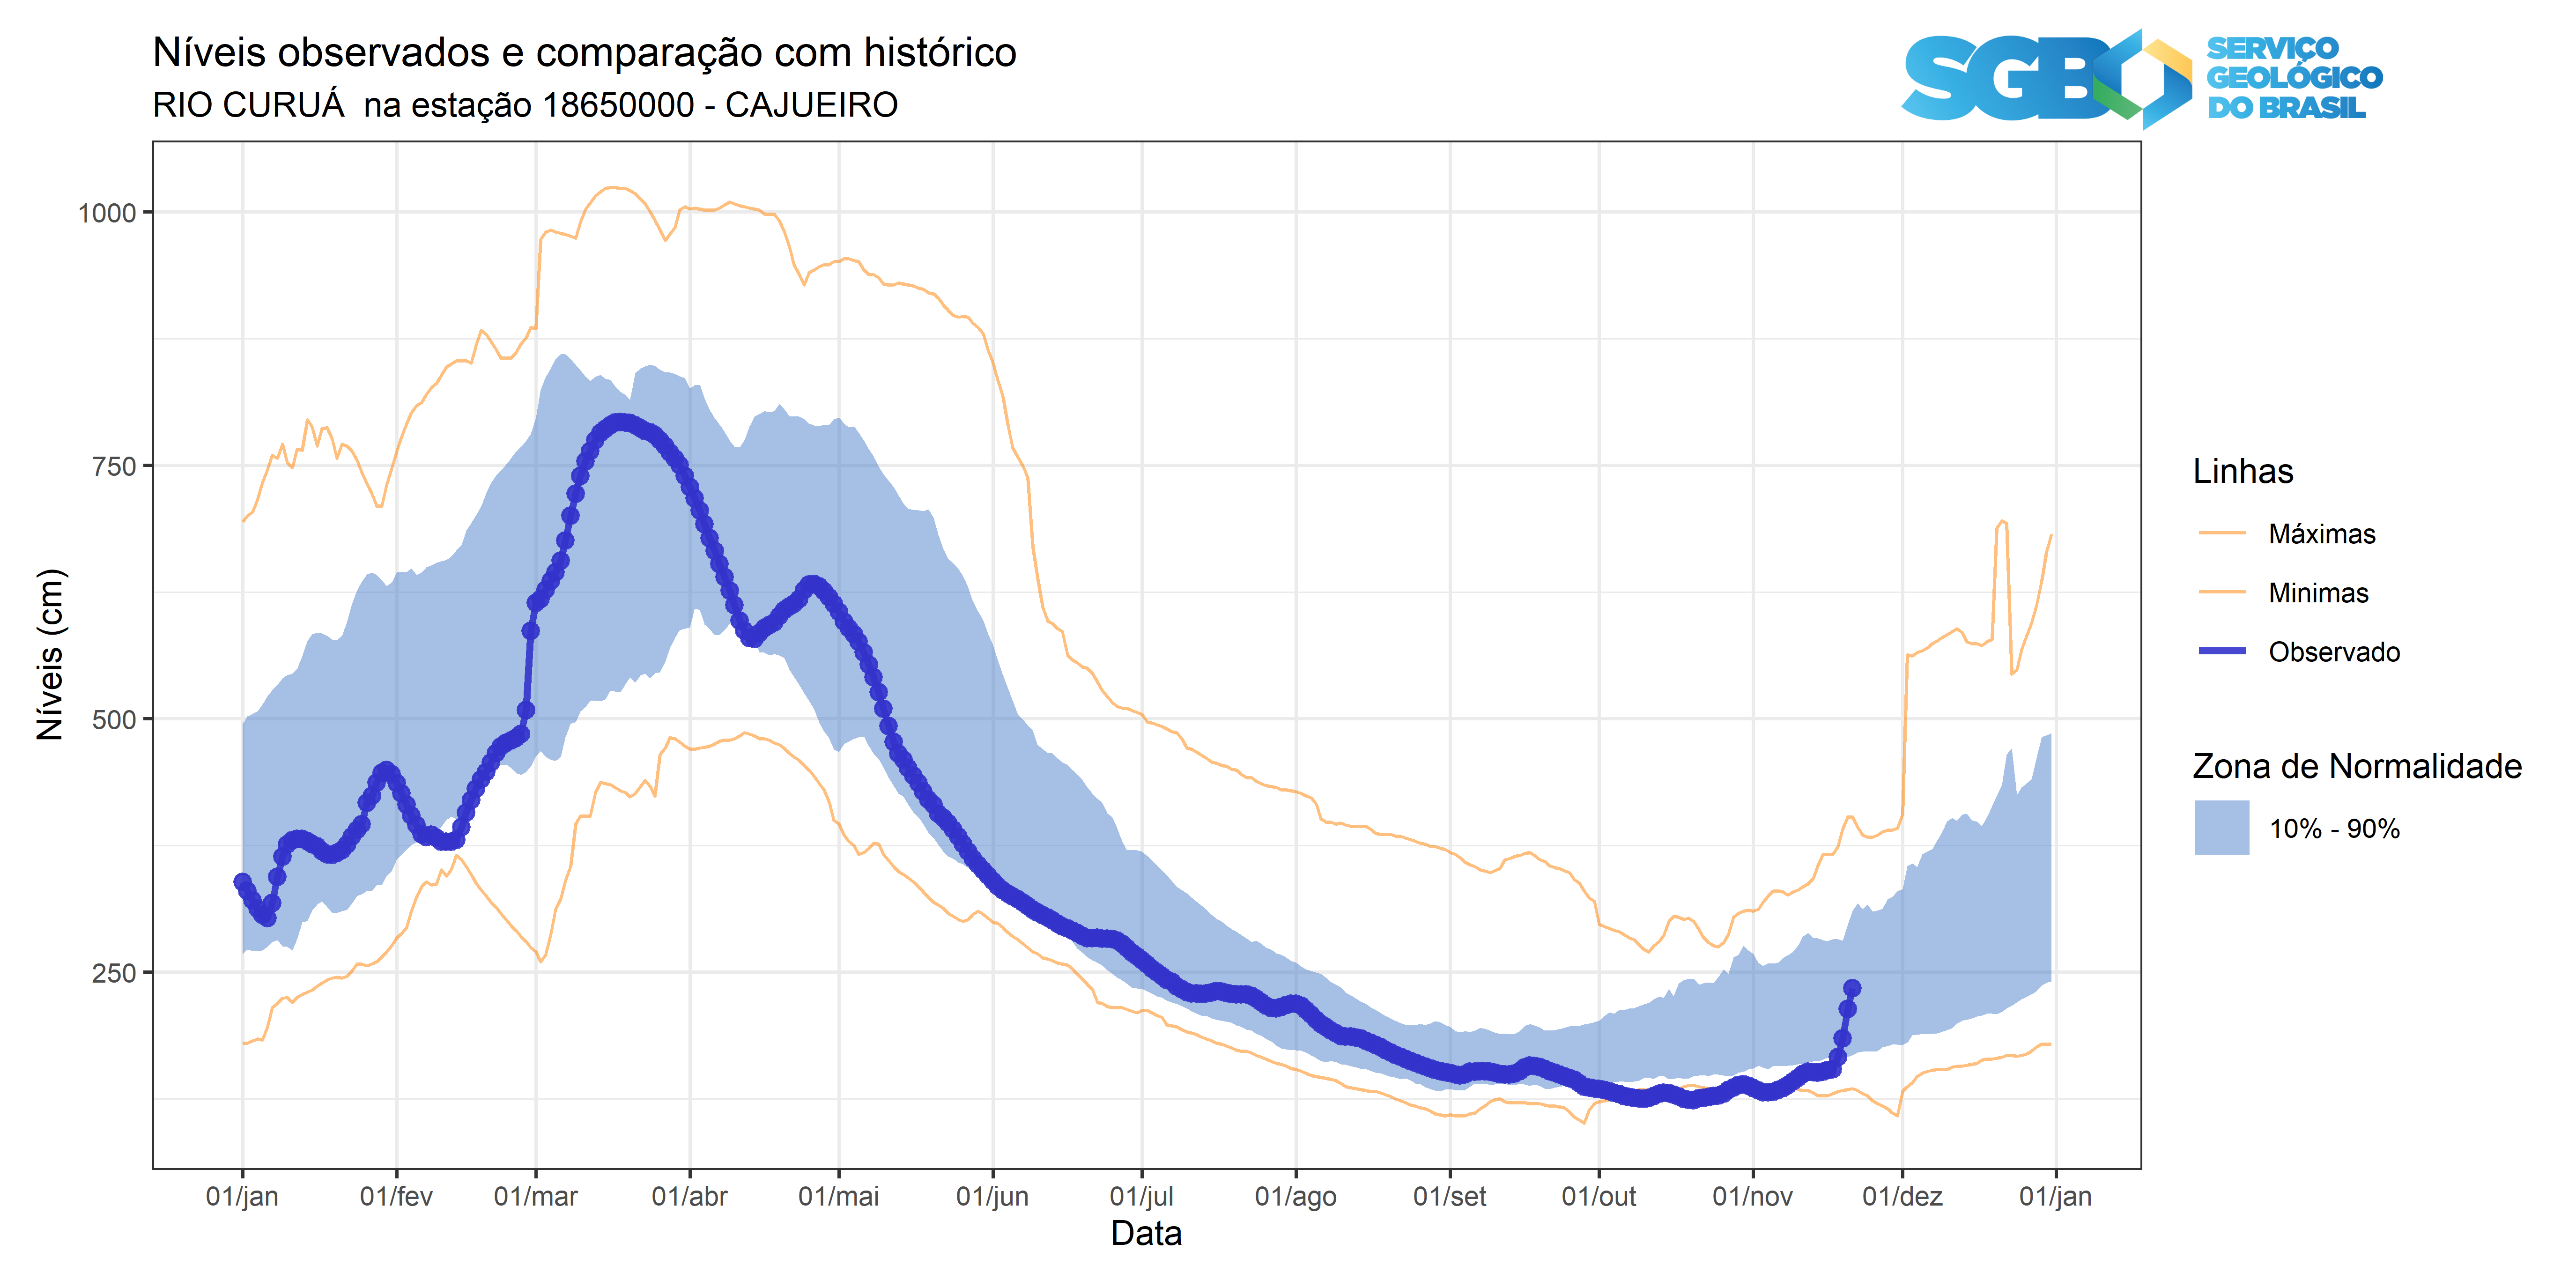 Níveis observados e comparação com histórico
RIO CURUÁ  na estação 18650000 - CAJUEIRO
SGB
SERVIÇO
GEOLÓGICO
DO BRASIL
Níveis (cm)
1000
750
500
250
01/jan
01/fev
01/mar
01/abr
01/mai
01/jun
01/jul
01/ago
01/set
01/out
01/nov
01/dez
01/jan
Data
Linhas
Máximas
Minimas
Observado
Zona de Normalidade
10% - 90%